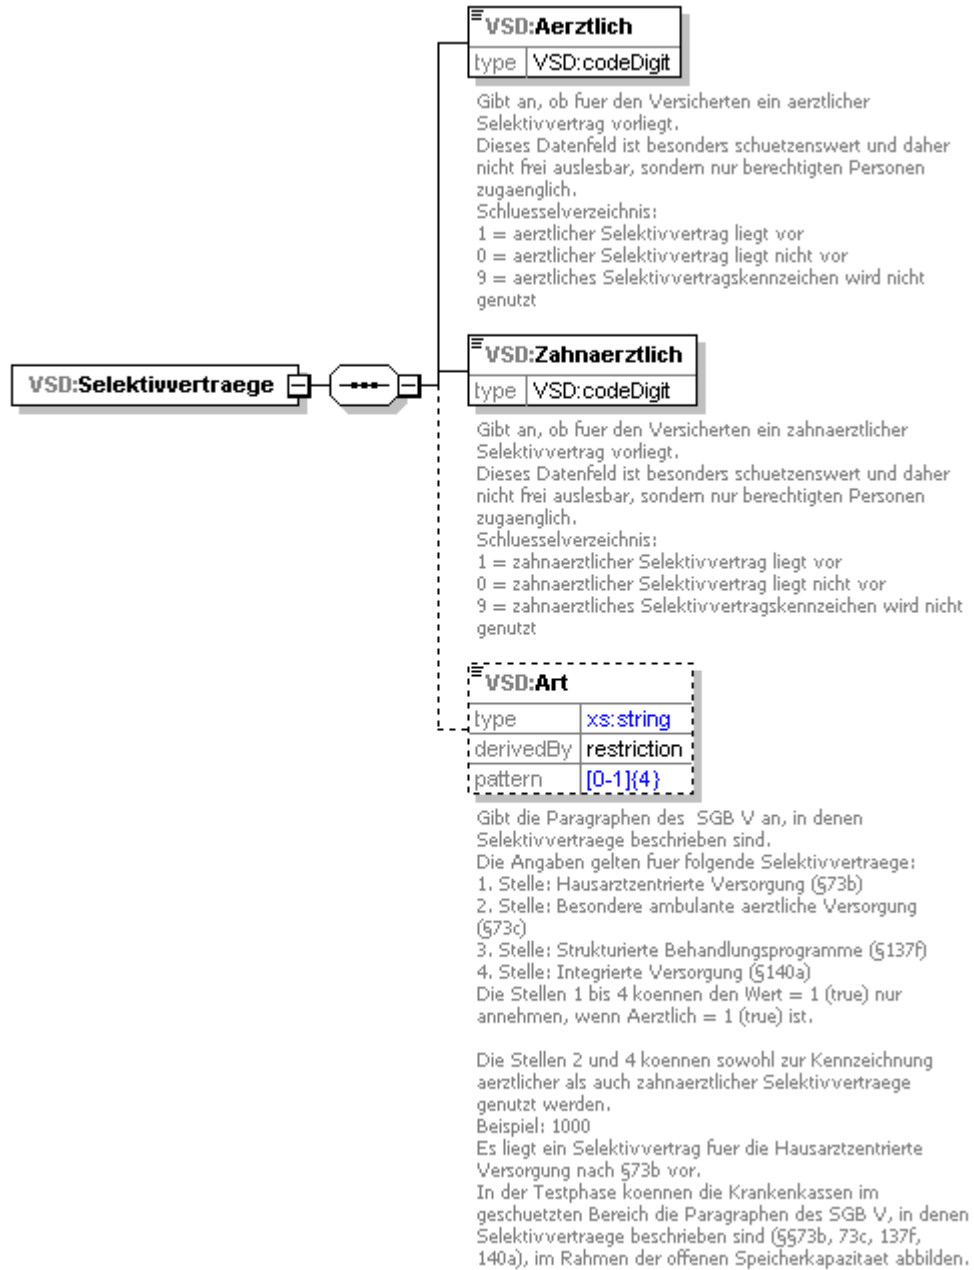 VSD:Aerztlich
type VSD:codeDigit
Gibt an, ob fuer den Versicherten ein aerztlicher
Selektivvertrag vorliegt.
Dieses Datenfeld ist besonders schuetzenswert und daher
nicht frei auslesbar, sondern nur berechtigten Personen
zugaenglich.
Schluesselverzeichnis:
1 = aerztlicher Selektivvertrag liegt vor
0 = aerztlicher Selektivvertrag liegt nicht vor
9 = aerztliches Selektivvertragskennzeichen wird nicht
genutzt
VSD:Selektivvertraege
VSD:Zahnaerztlich
type VSD:codeDigit
Gibt an, ob fuer den Versicherten ein zahnaerztlicher
Selektivvertrag vorliegt.
Dieses Datenfeld ist besonders schuetzenswert und daher
nicht frei auslesbar, sondern nur berechtigten Personen
zugaenglich.
Schluesselverzeichnis:
1 = zahnaerztlicher Selektivvertrag liegt vor
0 = zahnaerztlicher Selektivvertrag liegt nicht vor
9 = zahnaerztliches Selektivvertragskennzeichen wird nicht
genutzt
VSD:Art
type xs:string
derivedBy restriction
pattern [0-1]{4}
Gibt die Paragraphen des SGB V an, in denen
Selektivvertraege beschrieben sind.
Die Angaben gelten fuer folgende Selektivvertraege:
1. Stelle: Hausarztzentrierte Versorgung (§73b)
2. Stelle: Besondere ambulante aerztliche Versorgung
(§73c)
3. Stelle: Strukturierte Behandlungsprogramme (§137f)
4. Stelle: Integrierte Versorgung (§140a)
Die Stellen 1 bis 4 koennen den Wert = 1 (true) nur
annehmen, wenn Aerztlich = 1 (true) ist.
Die Stellen 2 und 4 koennen sowohl zur Kennzeichnung
aerztlicher als auch zahnaerztlicher Selektivvertraege
genutzt werden.
Beispiel: 1000
Es liegt ein Selektivvertrag fuer die Hausarztzentrierte
Versorgung nach §73b vor.
In der Testphase koennen die Krankenkassen im
geschuetzten Bereich die Paragraphen des SGB V, in denen
Selektivvertraege beschrieben sind (§§73b, 73c, 137f,
140a), im Rahmen der offenen Speicherkapazitaet abbilden.